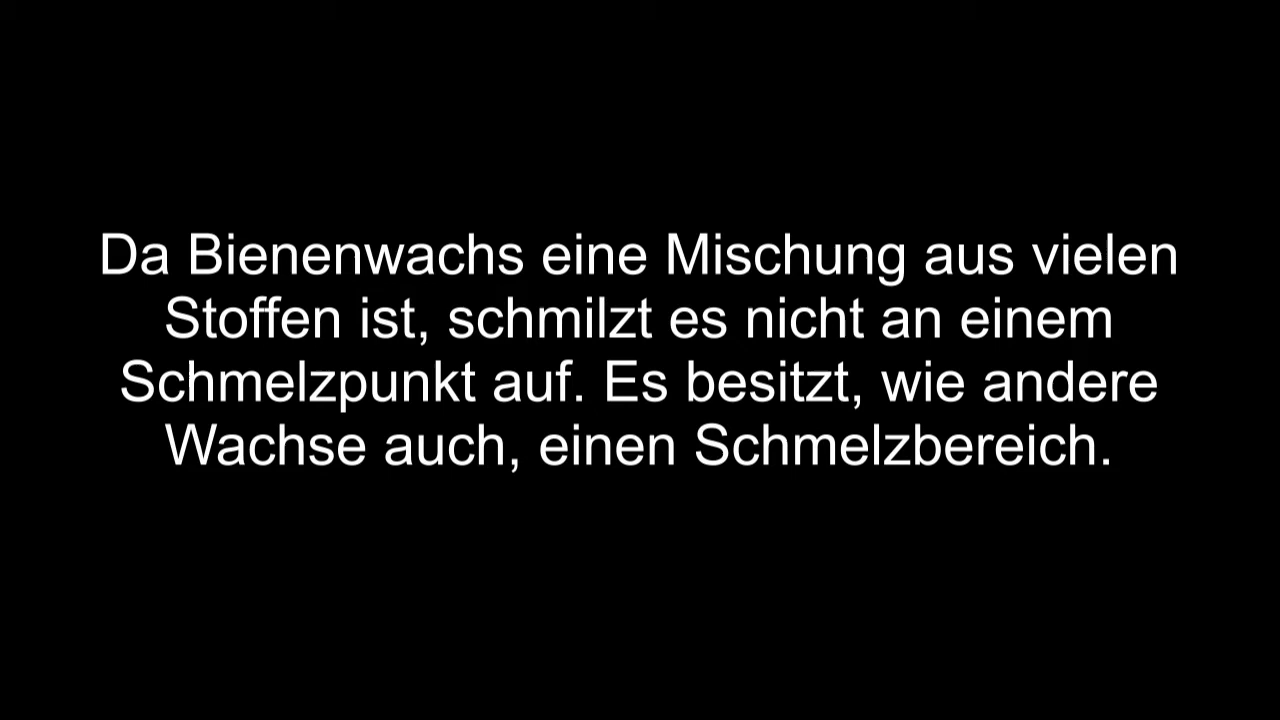 Da Bienenwachs eine Mischung aus vielen
Stoffen ist, schmilzt es nicht an einem
Schmelzpunkt auf. Es besitzt, wie andere
Wachse auch, einen Schmelzbereich.